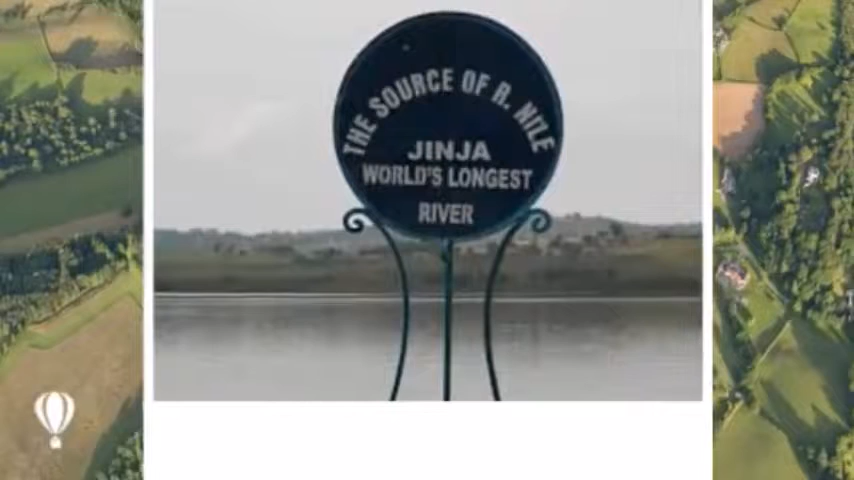 THE SOURCE OF R. NILE
JINJA
WORLD'S LONGEST
RIVER